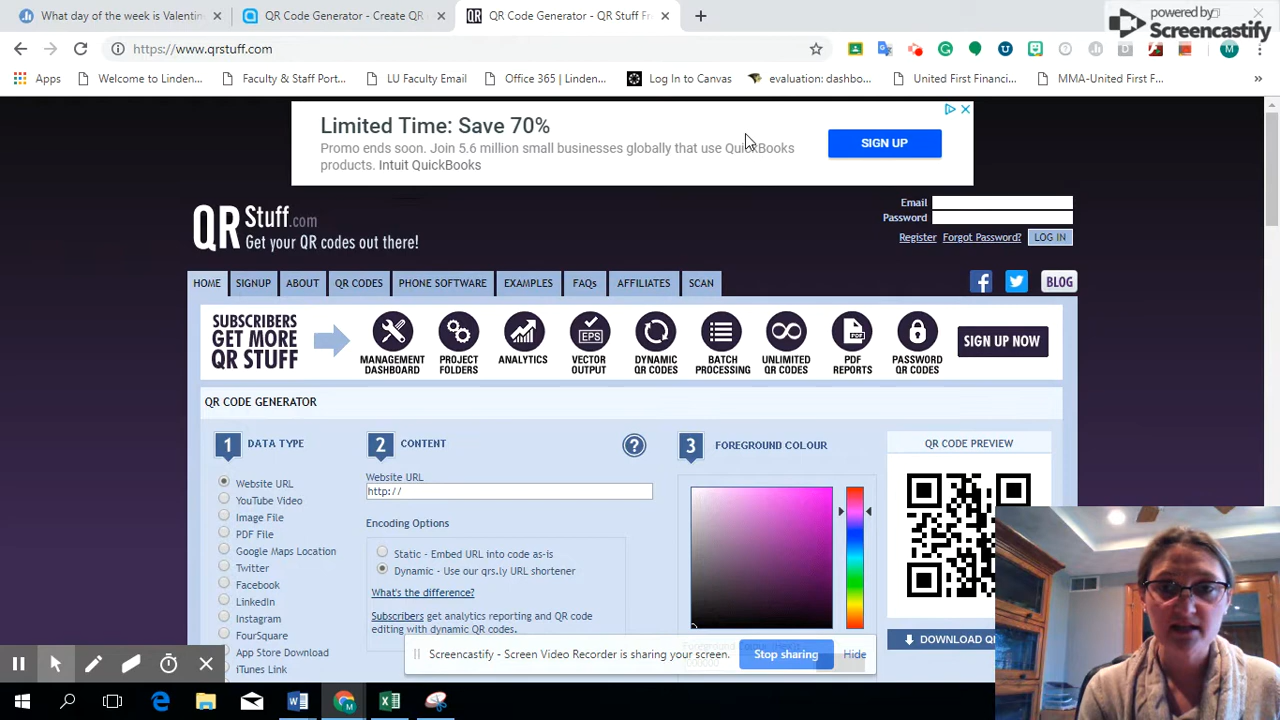 What day of the week is Valentin
QR Code Generator - Create QR
QR Code Generator - QR Stuff Fre
powered by
Screencastify
https://www.qrstuff.com
M
Apps
Welcome to Linden...
Faculty & Staff Port...
LU Faculty Email
Office 365 | Linden...
Log In to Canvas
evaluation: dashbo...
United First Financi...
MMA-United First F...
Limited Time: Save 70%
Promo ends soon. Join 5.6 million small businesses globally that use QuickBooks
products. Intuit QuickBooks
SIGN UP
QR Stuff.com
Get your QR codes out there!
Email
Password
Register
Forgot Password?
LOG IN
HOME
SIGNUP
ABOUT
QR CODES
PHONE SOFTWARE
EXAMPLES
FAQs
AFFILIATES
SCAN
BLOG
SUBSCRIBERS
GET MORE
QR STUFF
MANAGEMENT
DASHBOARD
PROJECT
FOLDERS
ANALYTICS
EPS
VECTOR
OUTPUT
DYNAMIC
QR CODES
BATCH
PROCESSING
UNLIMITED
QR CODES
PDF
PDF
REPORTS
PASSWORD
QR CODES
SIGN UP NOW
QR CODE GENERATOR
1 DATA TYPE
Website URL
YouTube Video
Image File
PDF File
Google Maps Location
Twitter
Facebook
LinkedIn
Instagram
FourSquare
App Store Download
iTunes Link
2 CONTENT
?
Website URL
http://
Encoding Options
Static - Embed URL into code as-is
Dynamic - Use our qrs.ly URL shortener
What's the difference?
Subscribers get analytics reporting and QR code
editing with dynamic QR codes.
3 FOREGROUND COLOUR
QR CODE PREVIEW
DOWNLOAD QR
Screencastify - Screen Video Recorder is sharing your screen.
Stop sharing
Hide